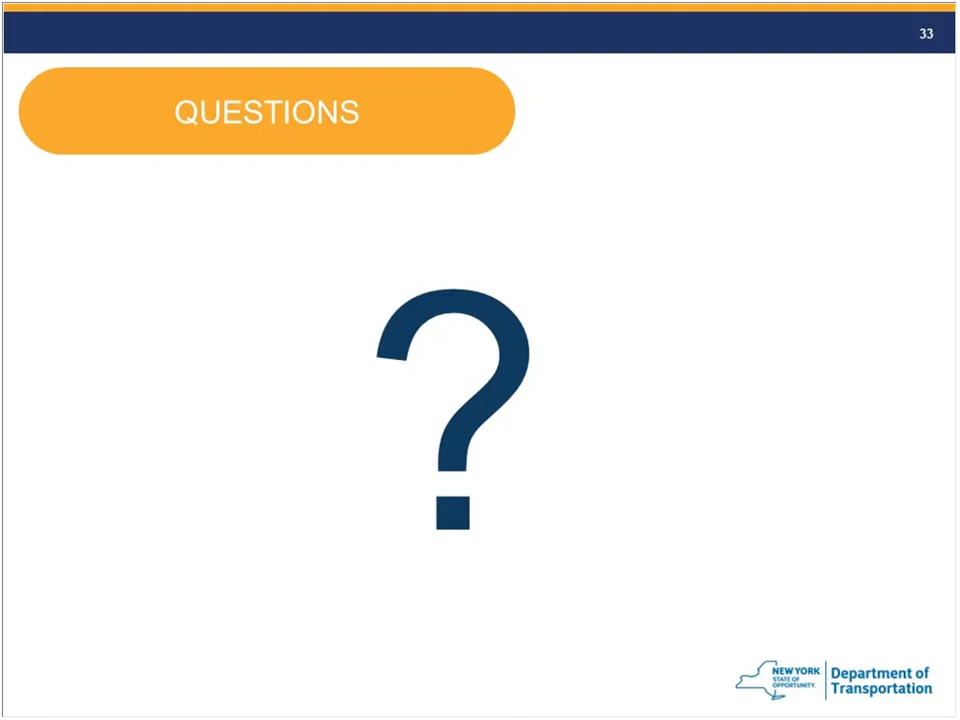 33
QUESTIONS
?
NEW YORK
STATE OF
OPPORTUNITY.
Department of
Transportation